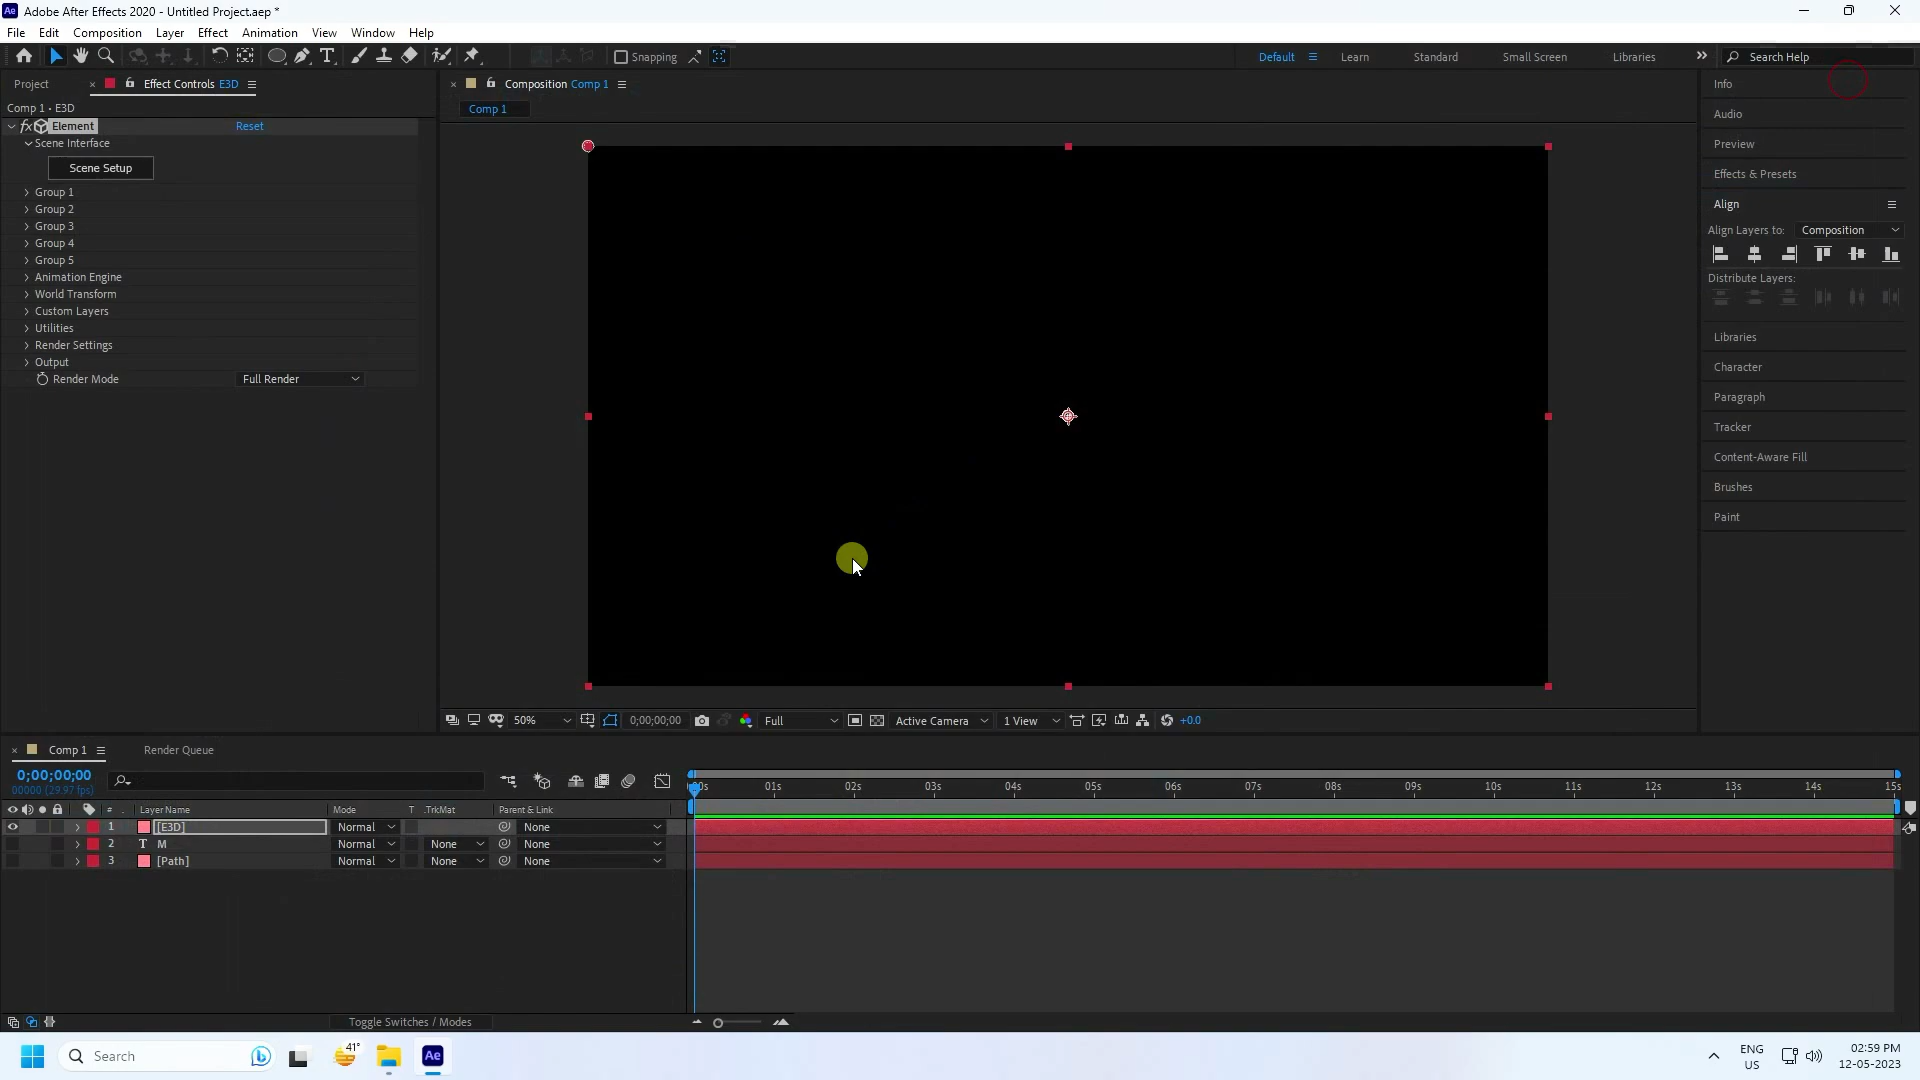 Ae Adobe After Effects 2020 - Untitled Project.aep *
File Edit Composition Layer Effect Animation View Window Help
Snapping Default Learn Standard Small Screen Libraries Search Help
Project Effect Controls E3D
Composition Comp 1
Comp 1 • E3D
Comp 1
fx Element Reset
Scene Interface
Scene Setup
Group 1
Group 2
Group 3
Group 4
Group 5
Animation Engine
World Transform
Custom Layers
Utilities
Render Settings
Output
Render Mode Full Render
Info
Audio
Preview
Effects & Presets
Align
Align Layers to: Composition
Distribute Layers:
Libraries
Character
Paragraph
Tracker
Content-Aware Fill
Brushes
Paint
50% 0;00;00;00 Full Active Camera 1 View +0.0
Comp 1 Render Queue
0;00;00;00
00000 (29.97 fps)
00s 01s 02s 03s 04s 05s 06s 07s 08s 09s 10s 11s 12s 13s 14s 15s
# Layer Name Mode T .TrkMat Parent & Link
1 [E3D] Normal None
2 T M Normal None None
3 [Path] Normal None None
Toggle Switches / Modes
Search 41° Ae
ENG
US
02:59 PM
12-05-2023